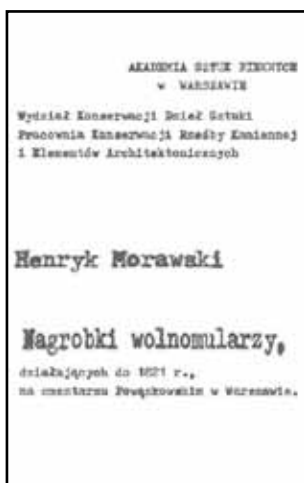 AKADEMIA SZTUK PIĘKNYCH
w WARSZAWIE
Wydział Konserwacji Dzieł Sztuki
Pracownia Konserwacji Rzeźby Kamiennej
i Elementów Architektonicznych
Henryk Morawski
Nagrobki wolnomularzy,
działających do 1821 r.,
na cmentarzu Powązkowskim w Warszawie.